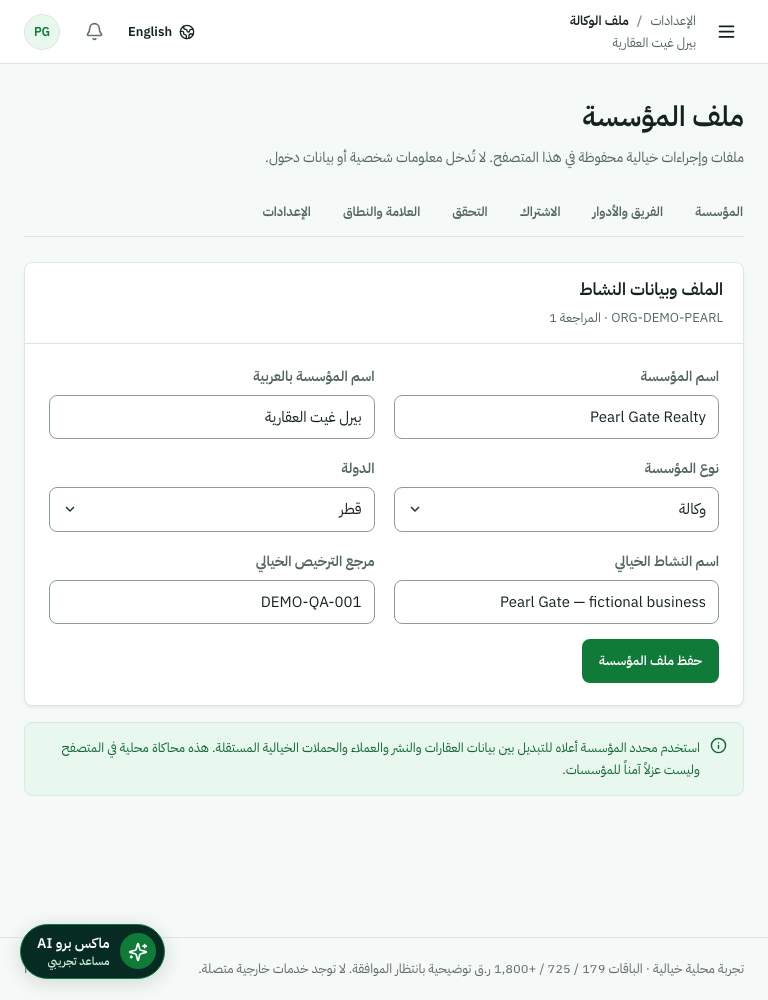 الإعدادات / ملف الوكالة
بيرل غيت العقارية
English
PG
ملف المؤسسة
ملفات وإجراءات خيالية محفوظة في هذا المتصفح. لا تُدخل معلومات شخصية أو بيانات دخول.
المؤسسة
الفريق والأدوار
الاشتراك
التحقق
العلامة والنطاق
الإعدادات
الملف وبيانات النشاط
ORG-DEMO-PEARL · المراجعة 1
اسم المؤسسة
Pearl Gate Realty
اسم المؤسسة بالعربية
بيرل غيت العقارية
نوع المؤسسة
وكالة
الدولة
قطر
اسم النشاط الخيالي
Pearl Gate — fictional business
مرجع الترخيص الخيالي
DEMO-QA-001
حفظ ملف المؤسسة
استخدم محدد المؤسسة أعلاه للتبديل بين بيانات العقارات والنشر والعملاء والحملات الخيالية المستقلة. هذه محاكاة محلية في المتصفح
وليست عزلاً آمناً للمؤسسات.
تجربة محلية خيالية · الباقات 179 / 725 / 1,800+ ر.ق توضيحية بانتظار الموافقة. لا توجد خدمات خارجية متصلة.
ماكس برو AI
مساعد تجريبي